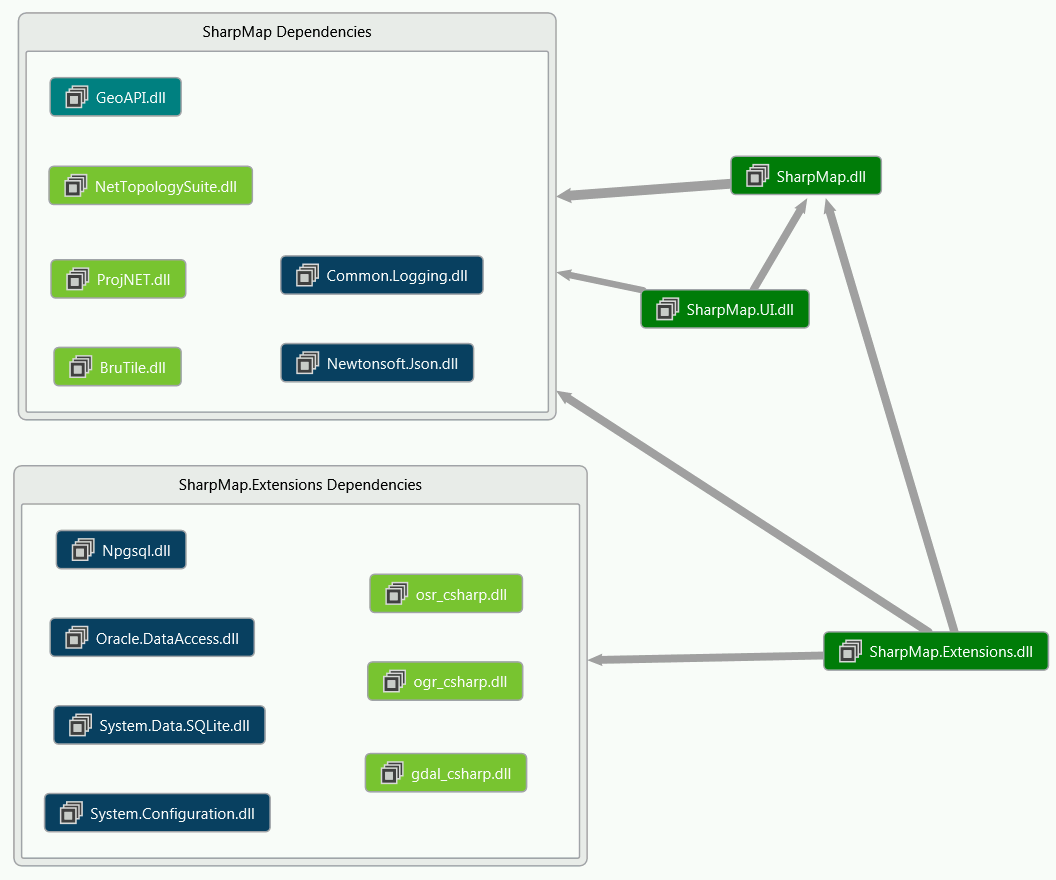 SharpMap Dependencies
GeoAPI.dll
NetTopologySuite.dll
ProjNET.dll
Common.Logging.dll
BruTile.dll
Newtonsoft.Json.dll
SharpMap.dll
SharpMap.UI.dll
SharpMap.Extensions Dependencies
Npgsql.dll
osr_csharp.dll
Oracle.DataAccess.dll
ogr_csharp.dll
System.Data.SQLite.dll
gdal_csharp.dll
System.Configuration.dll
SharpMap.Extensions.dll